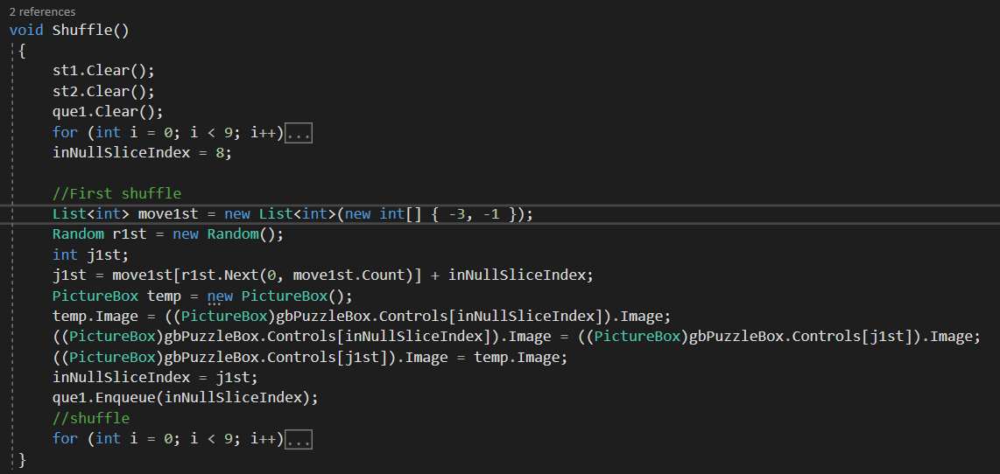 2 references
void Shuffle()
{
st1.Clear();
st2.Clear();
que1.Clear();
for (int i = 0; i < 9; i++)...
inNullSliceIndex = 8;
//First shuffle
List<int> move1st = new List<int>(new int[] { -3, -1 });
Random r1st = new Random();
int j1st;
j1st = move1st[r1st.Next(0, move1st.Count)] + inNullSliceIndex;
PictureBox temp = new PictureBox();
temp.Image = ((PictureBox)gbPuzzleBox.Controls[inNullSliceIndex]).Image;
((PictureBox)gbPuzzleBox.Controls[inNullSliceIndex]).Image = ((PictureBox)gbPuzzleBox.Controls[j1st]).Image;
((PictureBox)gbPuzzleBox.Controls[j1st]).Image = temp.Image;
inNullSliceIndex = j1st;
que1.Enqueue(inNullSliceIndex);
//shuffle
for (int i = 0; i < 9; i++)...
}